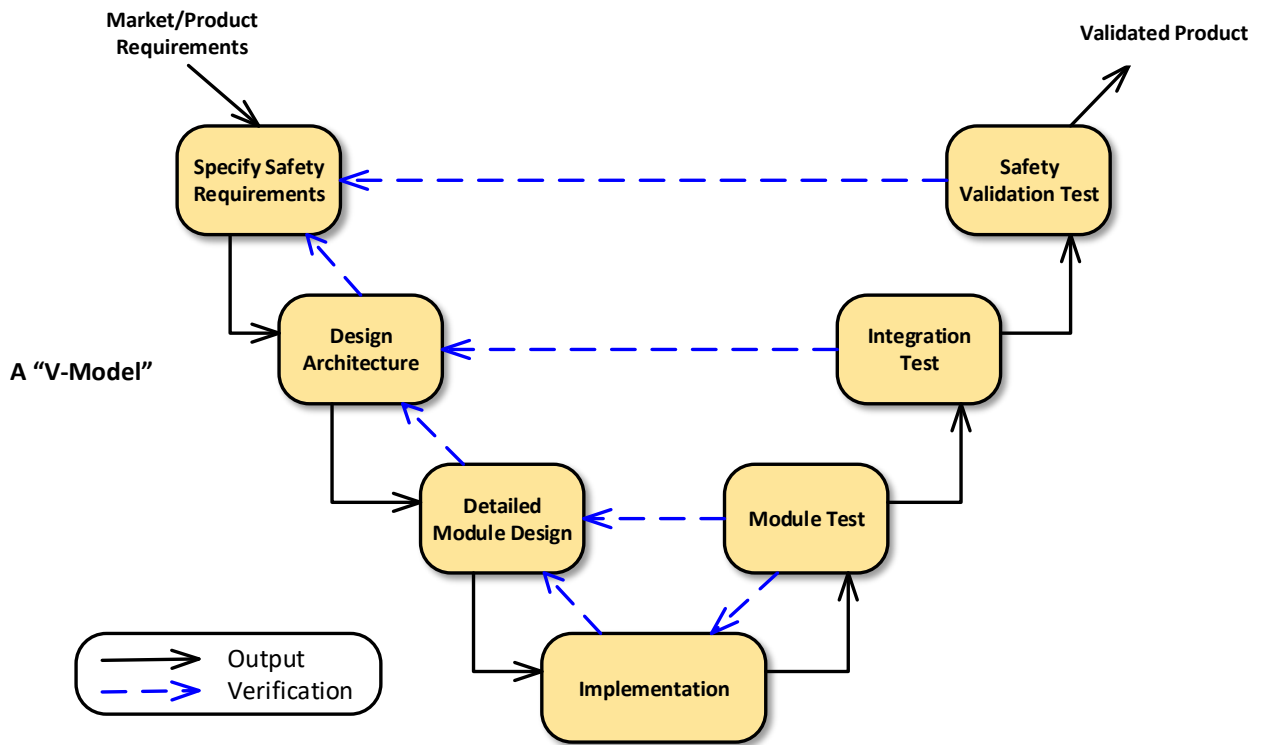 Market/Product
Requirements
Validated Product
Specify Safety
Requirements
Safety
Validation Test
Design
Architecture
Integration
Test
A “V-Model”
Detailed
Module Design
Module Test
Implementation
Output
Verification